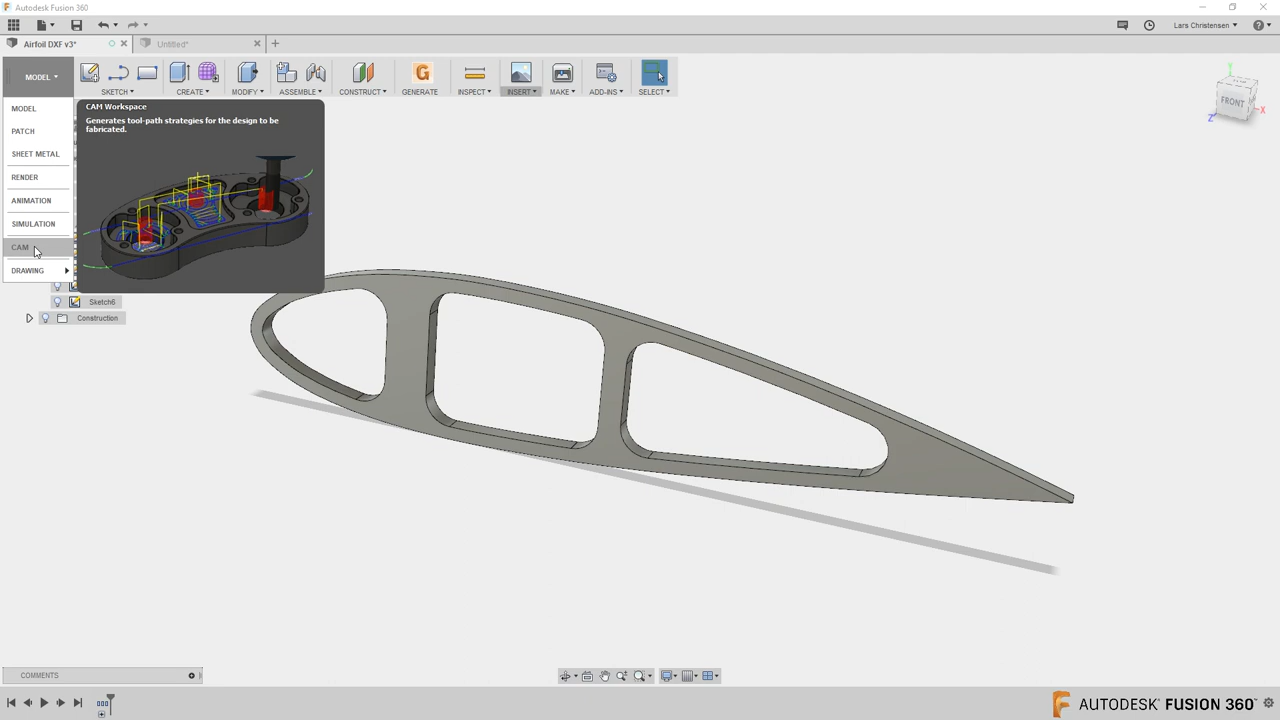 Autodesk Fusion 360
Lars Christensen
Airfoil DXF v3*
Untitled*
MODEL
SKETCH
CREATE
MODIFY
ASSEMBLE
CONSTRUCT
GENERATE
INSPECT
INSERT
MAKE
ADD-INS
SELECT
FRONT
Y
X
Z
MODEL
PATCH
SHEET METAL
RENDER
ANIMATION
SIMULATION
CAM
DRAWING
CAM Workspace
Generates tool-path strategies for the design to be
fabricated.
Sketch6
Construction
COMMENTS
AUTODESK® FUSION 360™